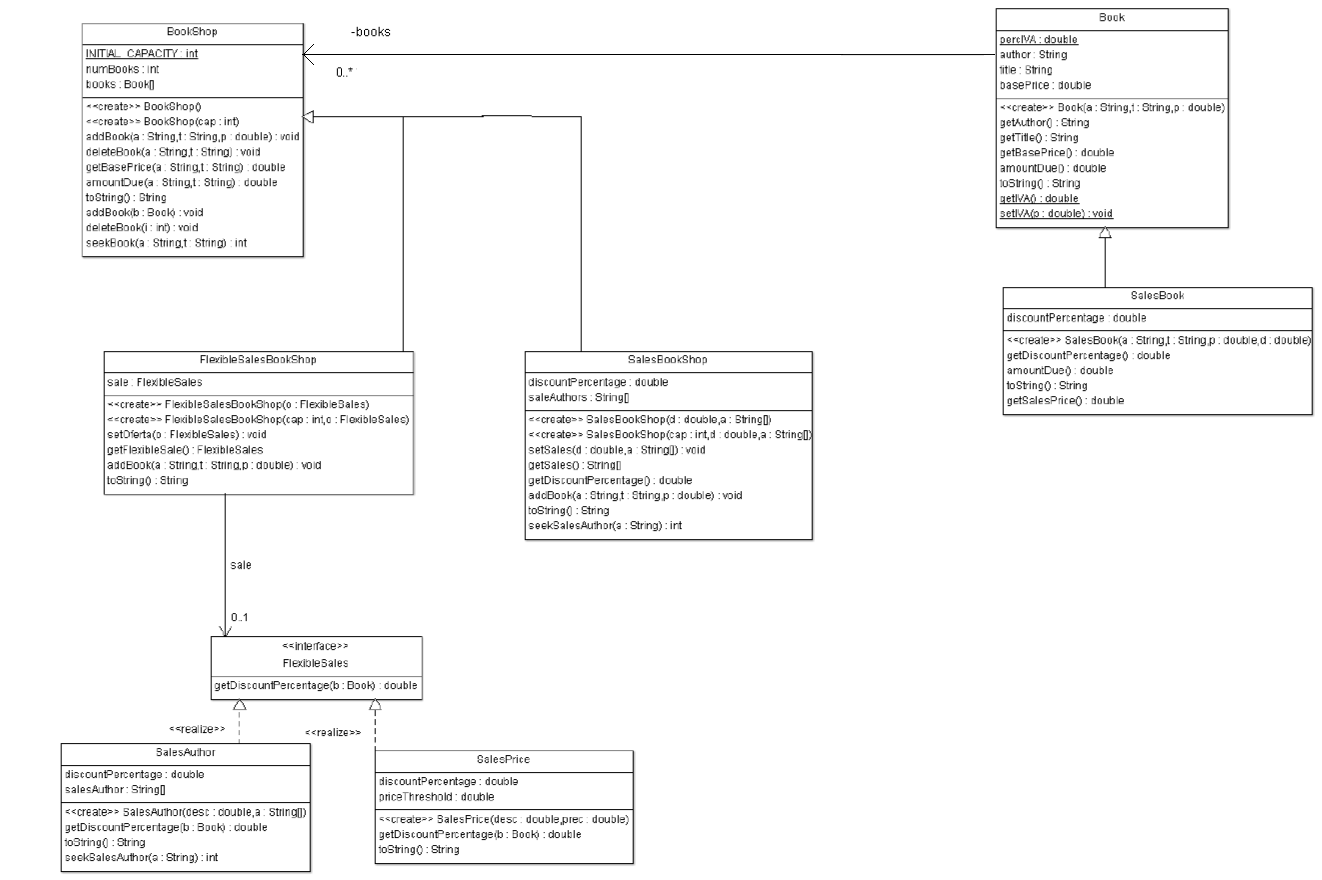 BookShop
INITIAL_CAPACITY : int
numBooks : int
books : Book[]
<<create>> BookShop()
<<create>> BookShop(cap : int)
addBook(a : String,t : String,p : double) : void
deleteBook(a : String,t : String) : void
getBasePrice(a : String,t : String) : double
amountDue(a : String,t : String) : double
toString() : String
addBook(b : Book) : void
deleteBook(i : int) : void
seekBook(a : String,t : String) : int
-books
0..*
Book
percIVA : double
author : String
title : String
basePrice : double
<<create>> Book(a : String,t : String,p : double)
getAuthor() : String
getTitle() : String
getBasePrice() : double
amountDue() : double
toString() : String
getIVA() : double
setIVA(p : double) : void
SalesBook
discountPercentage : double
<<create>> SalesBook(a : String,t : String,p : double,d : double)
getDiscountPercentage() : double
amountDue() : double
toString() : String
getSalesPrice() : double
FlexibleSalesBookShop
sale : FlexibleSales
<<create>> FlexibleSalesBookShop(o : FlexibleSales)
<<create>> FlexibleSalesBookShop(cap : int,o : FlexibleSales)
setOferta(o : FlexibleSales) : void
getFlexibleSale() : FlexibleSales
addBook(a : String,t : String,p : double) : void
toString() : String
SalesBookShop
discountPercentage : double
saleAuthors : String[]
<<create>> SalesBookShop(d : double,a : String[])
<<create>> SalesBookShop(cap : int,d : double,a : String[])
setSales(d : double,a : String[]) : void
getSales() : String[]
getDiscountPercentage() : double
addBook(a : String,t : String,p : double) : void
toString() : String
seekSalesAuthor(a : String) : int
sale
0..1
<<interface>>
FlexibleSales
getDiscountPercentage(b : Book) : double
<<realize>>
<<realize>>
SalesAuthor
discountPercentage : double
salesAuthor : String[]
<<create>> SalesAuthor(desc : double,a : String[])
getDiscountPercentage(b : Book) : double
toString() : String
seekSalesAuthor(a : String) : int
SalesPrice
discountPercentage : double
priceThreshold : double
<<create>> SalesPrice(desc : double,prec : double)
getDiscountPercentage(b : Book) : double
toString() : String